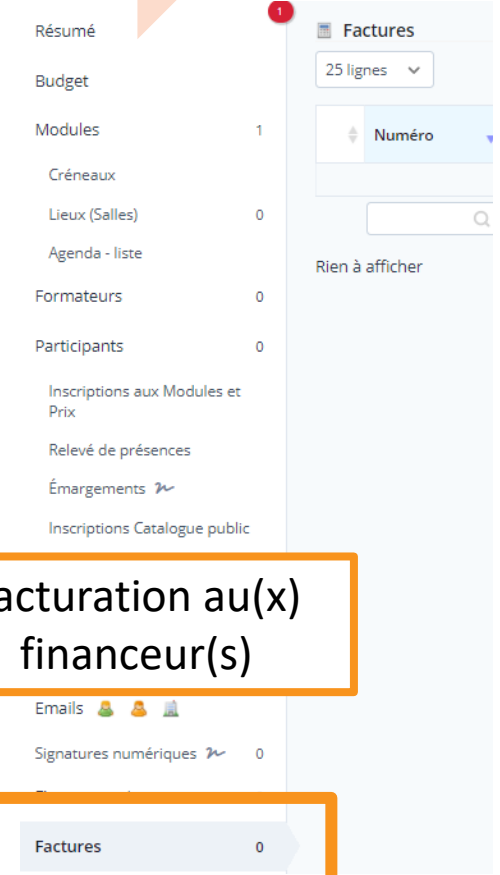 Résumé
1
Budget
Modules 1
Créneaux
Lieux (Salles) 0
Agenda - liste
Formateurs 0
Participants 0
Inscriptions aux Modules et
Prix
Relevé de présences
Émargements
Inscriptions Catalogue public
acturation au(x)
financeur(s)
Emails
Signatures numériques 0
Factures 0
Factures
25 lignes
Numéro
Rien à afficher